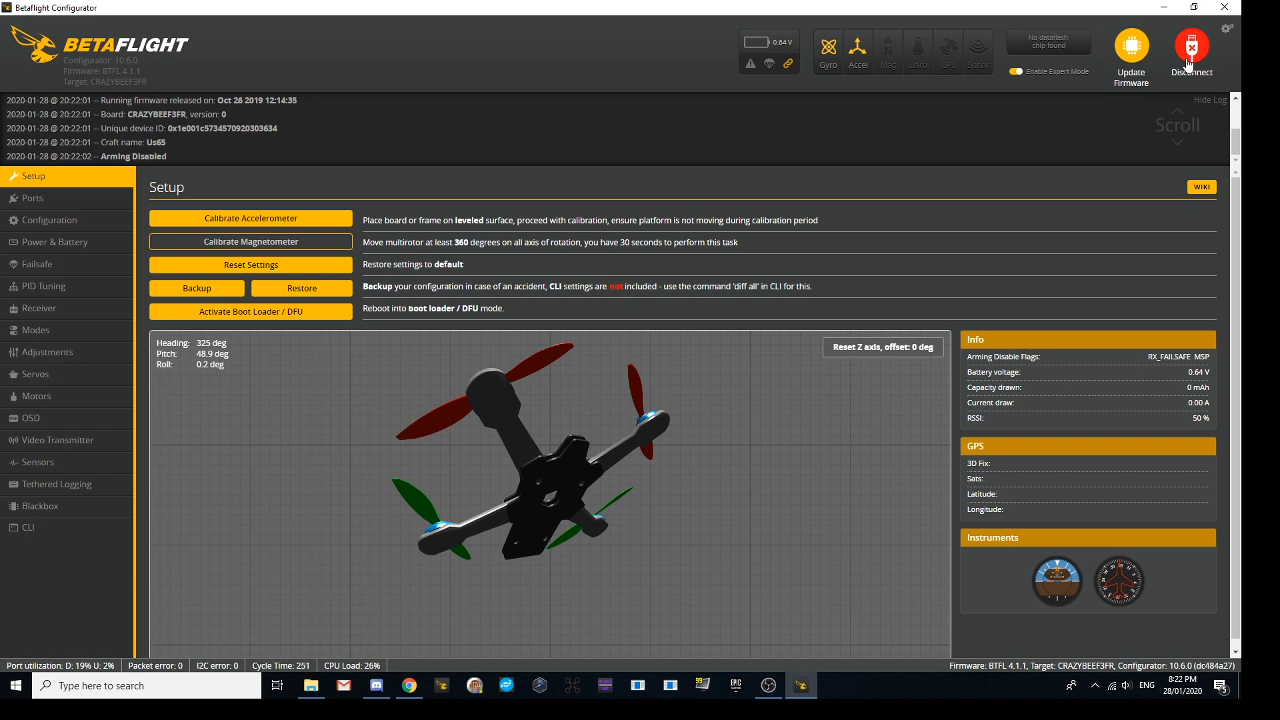 Betaflight Configurator
BETAFLIGHT
Configurator: 10.6.0
Firmware: BTFL 4.1.1
Target: CRAZYBEEF3FR
0.64 V
Gyro
Accel
Mag
Baro
GPS
Sonar
No dataflash
chip found
Enable Expert Mode
Update
Firmware
Disconnect
2020-01-28 @ 20:22:01 -- Running firmware released on: Oct 26 2019 12:14:35
2020-01-28 @ 20:22:01 -- Board: CRAZYBEEF3FR, version: 0
2020-01-28 @ 20:22:01 -- Unique device ID: 0x1e001c5734570920303634
2020-01-28 @ 20:22:01 -- Craft name: Us65
2020-01-28 @ 20:22:02 -- Arming Disabled
Hide Log
Scroll
Setup
Ports
Configuration
Power & Battery
Failsafe
PID Tuning
Receiver
Modes
Adjustments
Servos
Motors
OSD
Video Transmitter
Sensors
Tethered Logging
Blackbox
CLI
Setup
WIKI
Calibrate Accelerometer
Place board or frame on leveled surface, proceed with calibration, ensure platform is not moving during calibration period
Calibrate Magnetometer
Move multirotor at least 360 degrees on all axis of rotation, you have 30 seconds to perform this task
Reset Settings
Restore settings to default
Backup
Restore
Backup your configuration in case of an accident, CLI settings are not included - use the command 'diff all' in CLI for this.
Activate Boot Loader / DFU
Reboot into boot loader / DFU mode.
Heading: 325 deg
Pitch: 48.9 deg
Roll: 0.2 deg
Reset Z axis, offset: 0 deg
Info
Arming Disable Flags: RX_FAILSAFE MSP
Battery voltage: 0.64 V
Capacity drawn: 0 mAh
Current draw: 0.00 A
RSSI: 50 %
GPS
3D Fix:
Sats:
Latitude:
Longitude:
Instruments
Port utilization: D: 19% U: 2%
Packet error: 0
I2C error: 0
Cycle Time: 251
CPU Load: 26%
Firmware: BTFL 4.1.1, Target: CRAZYBEEF3FR, Configurator: 10.6.0 (dc484a27)
Type here to search
EPIC
ENG
8:22 PM
28/01/2020